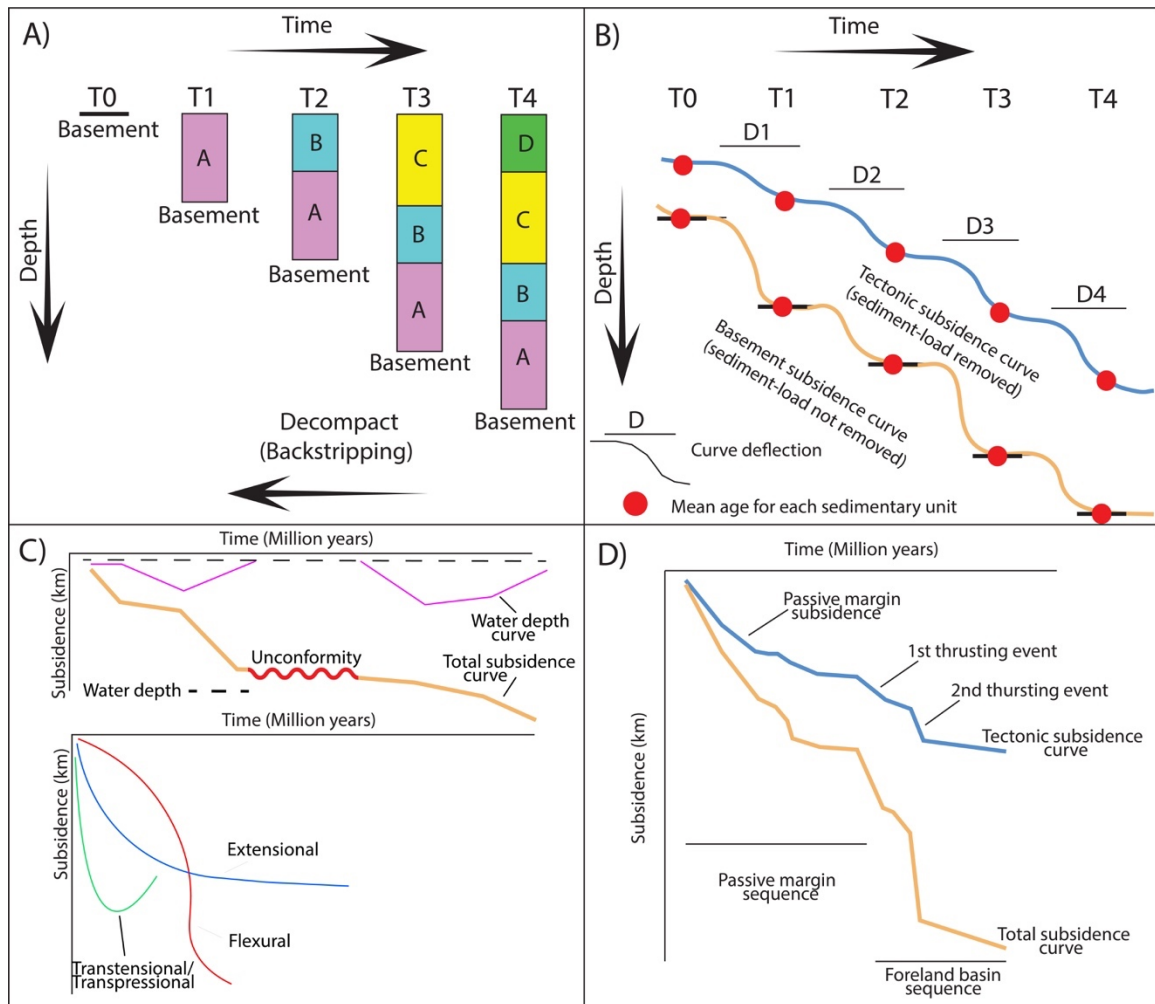 A)
Time
T0
T1
T2
T3
T4
Basement
A
Basement
B
A
Basement
C
B
A
Basement
D
C
B
A
Basement
Depth
Decompact
(Backstripping)
B)
Time
T0
T1
T2
T3
T4
D1
D2
D3
D4
Depth
Tectonic subsidence curve
(sediment-load removed)
Basement subsidence curve
(sediment-load not removed)
D
Curve deflection
Mean age for each sedimentary unit
C)
Time (Million years)
Subsidence (km)
Water depth
curve
Unconformity
Total subsidence
curve
Water depth
Time (Million years)
Subsidence (km)
Extensional
Flexural
Transtensional/
Transpressional
D)
Time (Million years)
Subsidence (km)
Passive margin
subsidence
1st thrusting event
2nd thursting event
Tectonic subsidence
curve
Passive margin
sequence
Total subsidence
curve
Foreland basin
sequence